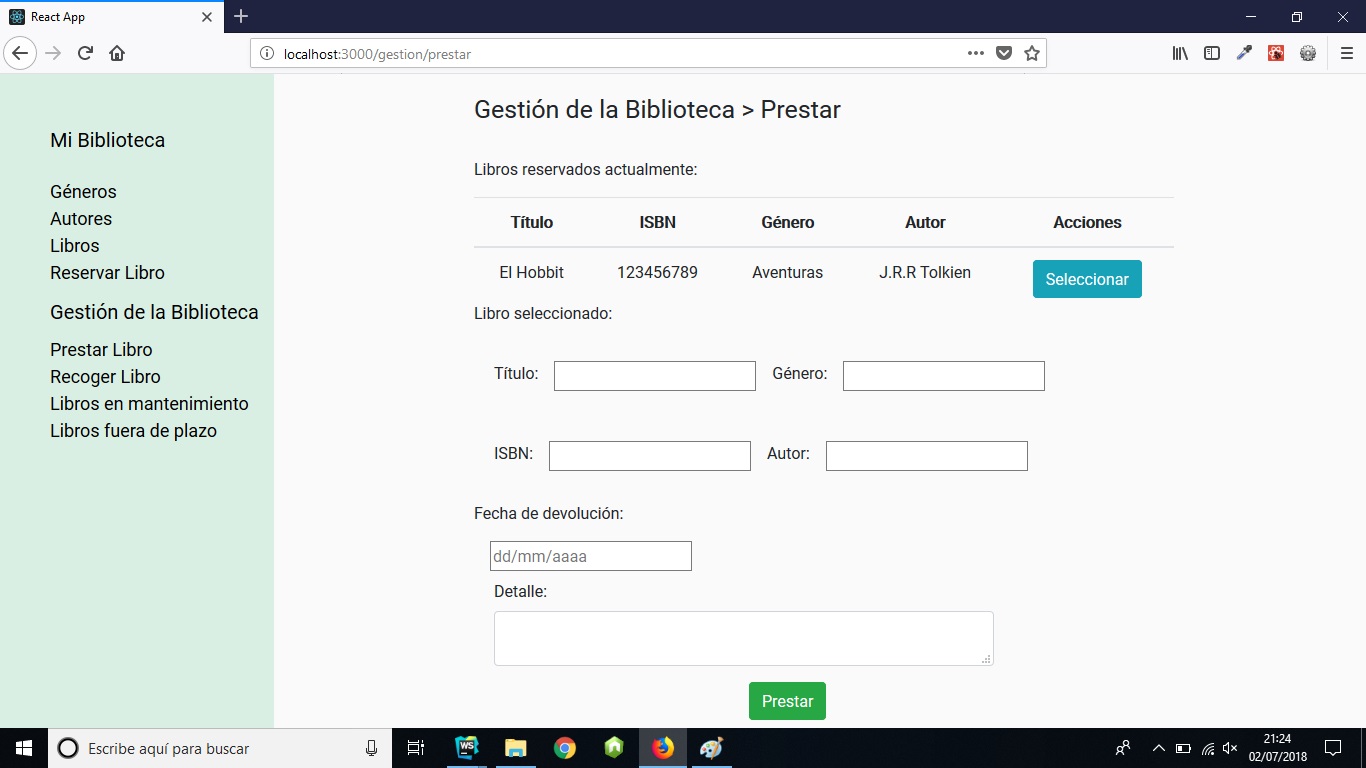 React App
localhost:3000/gestion/prestar
Mi Biblioteca
Géneros
Autores
Libros
Reservar Libro
Gestión de la Biblioteca
Prestar Libro
Recoger Libro
Libros en mantenimiento
Libros fuera de plazo
Gestión de la Biblioteca > Prestar
Libros reservados actualmente:
Título ISBN Género Autor Acciones
El Hobbit 123456789 Aventuras J.R.R Tolkien Seleccionar
Libro seleccionado:
Título: Género:
ISBN: Autor:
Fecha de devolución:
dd/mm/aaaa
Detalle:
Prestar
Escribe aquí para buscar
WS
21:24
02/07/2018